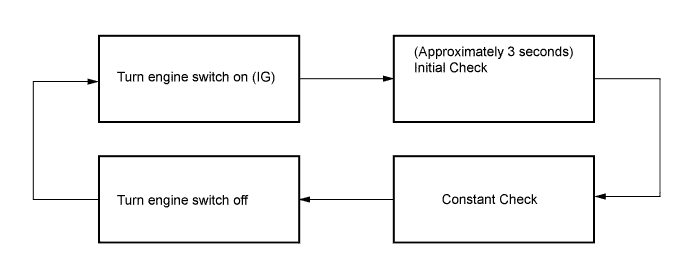 Turn engine switch on (IG)
(Approximately 3 seconds)
Initial Check
Turn engine switch off
Constant Check